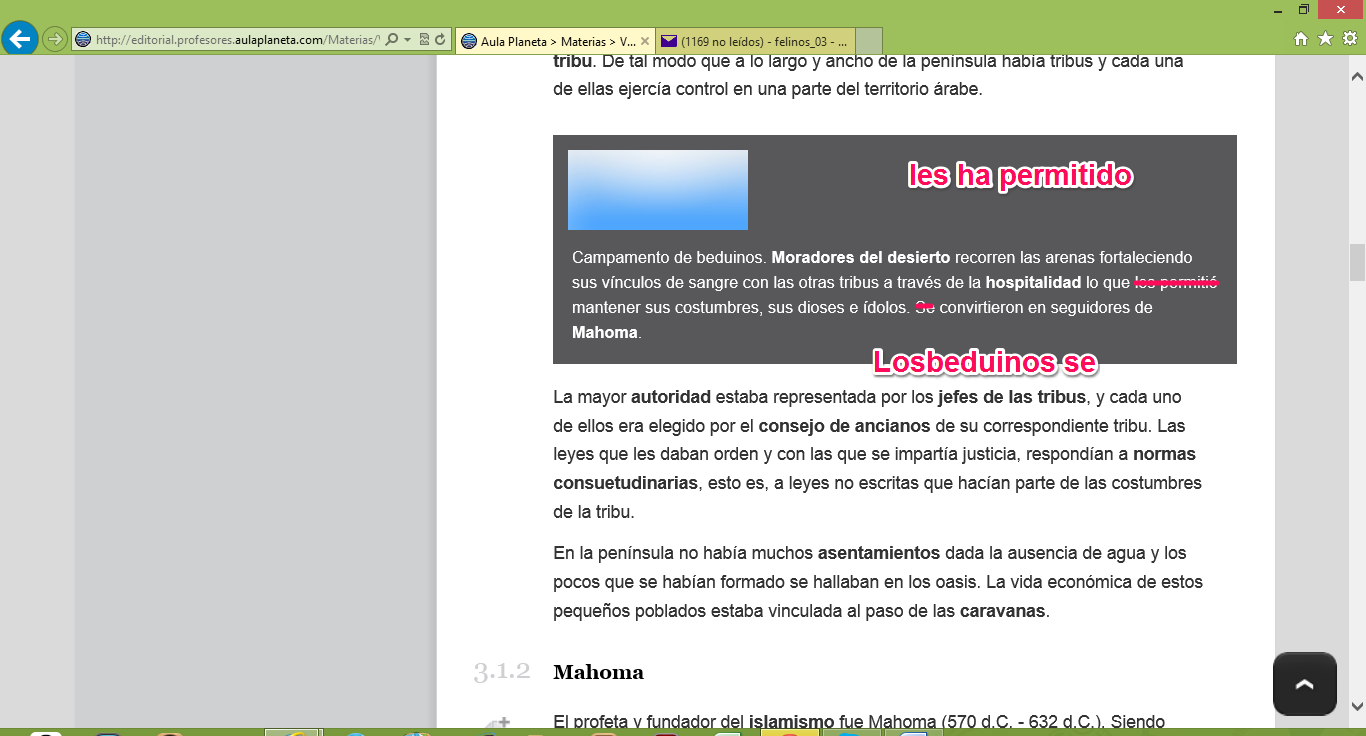 http://editorial.profesores.aulaplaneta.com/Materias/
Aula Planeta > Materias > V...
(1169 no leídos) - felinos_03 - ...
tribu. De tal modo que a lo largo y ancho de la península había tribus y cada una
de ellas ejercía control en una parte del territorio árabe.
les ha permitido
Campamento de beduinos. Moradores del desierto recorren las arenas fortaleciendo
sus vínculos de sangre con las otras tribus a través de la hospitalidad lo que les permitió
mantener sus costumbres, sus dioses e ídolos. Se convirtieron en seguidores de
Mahoma.
Losbeduinos se
La mayor autoridad estaba representada por los jefes de las tribus, y cada uno
de ellos era elegido por el consejo de ancianos de su correspondiente tribu. Las
leyes que les daban orden y con las que se impartía justicia, respondían a normas
consuetudinarias, esto es, a leyes no escritas que hacían parte de las costumbres
de la tribu.
En la península no había muchos asentamientos dada la ausencia de agua y los
pocos que se habían formado se hallaban en los oasis. La vida económica de estos
pequeños poblados estaba vinculada al paso de las caravanas.
3.1.2 Mahoma
El profeta y fundador del islamismo fue Mahoma (570 d.C. - 632 d.C.). Siendo